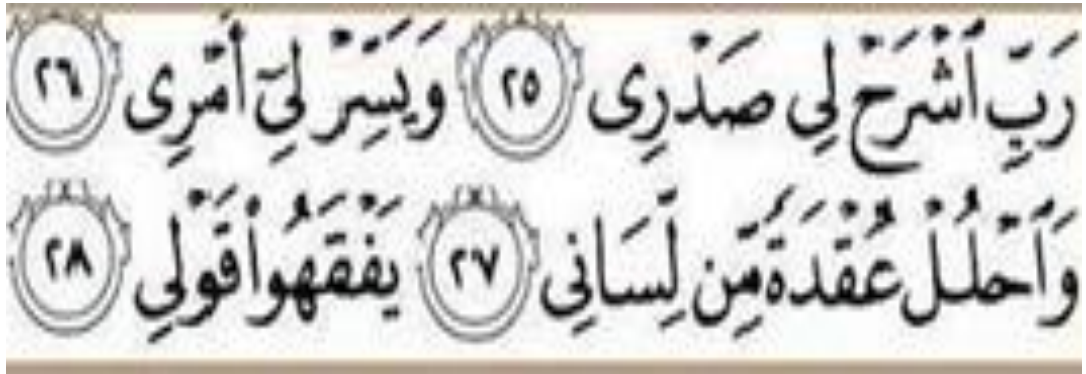 رَبِّ ٱشْرَحْ لِي صَدْرِى ٢٥ وَيَسِّرْ لِىٓ أَمْرِى ٢٦
وَٱحْلُلْ عُقْدَةً مِّن لِّسَانِى ٢٧ يَفْقَهُوا۟ قَوْلِى ٢٨